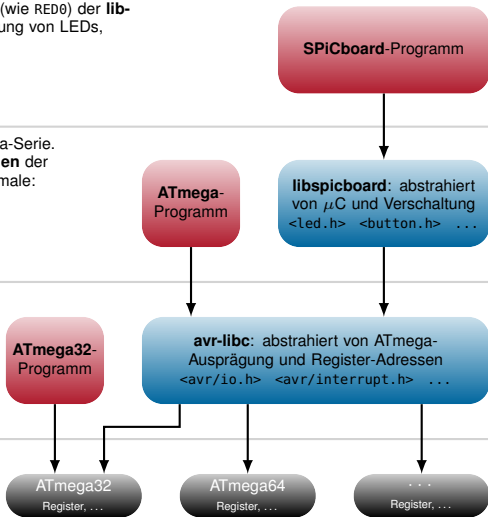 (wie RED0) der lib-
ung von LEDs,
SPiCboard-Programm
a-Serie.
en der
male:
ATmega-
Programm
libspicboard: abstrahiert
von μC und Verschaltung
<led.h> <button.h> ...
ATmega32-
Programm
avr-libc: abstrahiert von ATmega-
Ausprägung und Register-Adressen
<avr/io.h> <avr/interrupt.h> ...
ATmega32
Register, ...
ATmega64
Register, ...
...
Register, ...